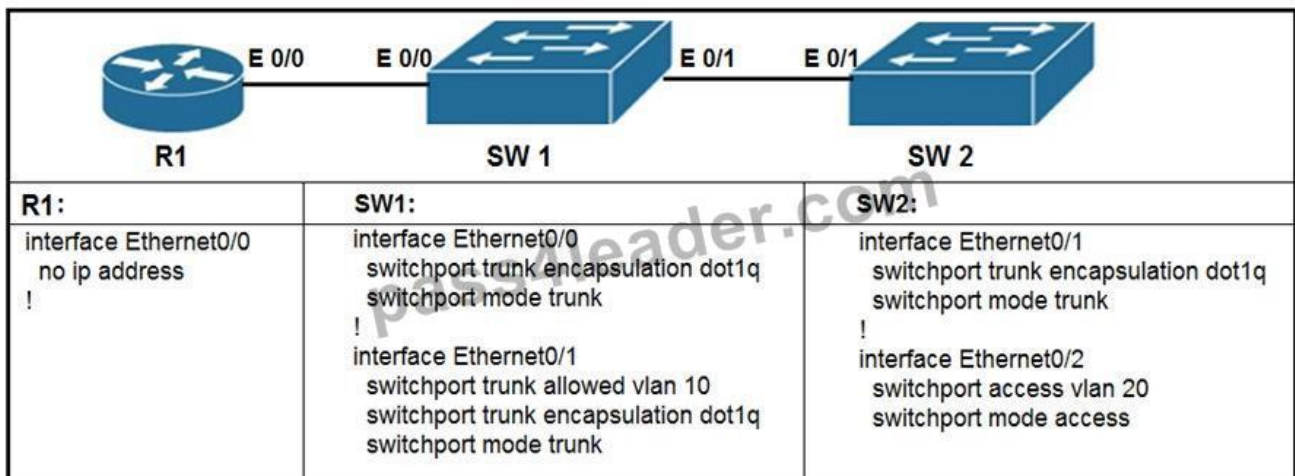 E 0/0 E 0/0 E 0/1 E 0/1
R1 SW 1 SW 2
R1:
interface Ethernet0/0
no ip address
!
SW1:
interface Ethernet0/0
switchport trunk encapsulation dot1q
switchport mode trunk
!
interface Ethernet0/1
switchport trunk allowed vlan 10
switchport trunk encapsulation dot1q
switchport mode trunk
SW2:
interface Ethernet0/1
switchport trunk encapsulation dot1q
switchport mode trunk
!
interface Ethernet0/2
switchport access vlan 20
switchport mode access
pass4leader.com